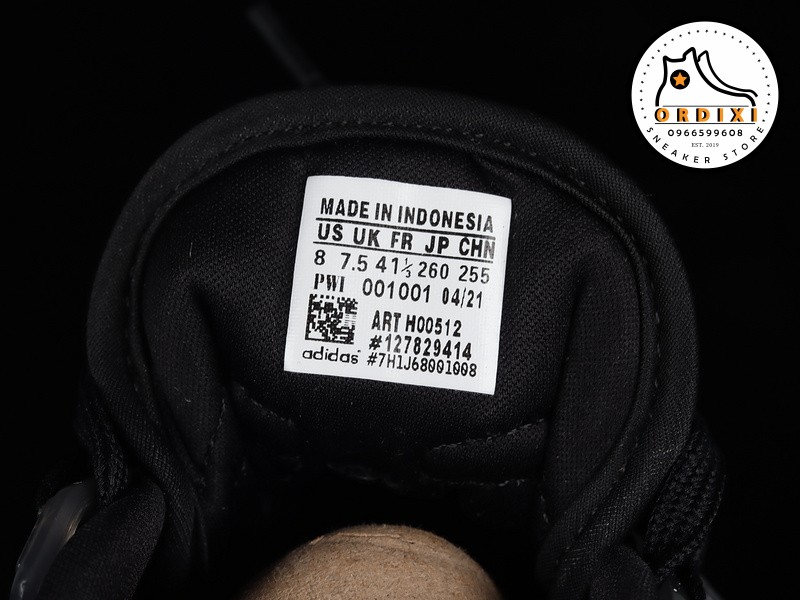 ORDIXI
0966599608
EST. 2019
SNEAKER STORE
MADE IN INDONESIA
US UK FR JP CHN
8 7.5 41⅓ 260 255
PWI 001001 04/21
ART H00512
#127829414
adidas #7H1J68001008